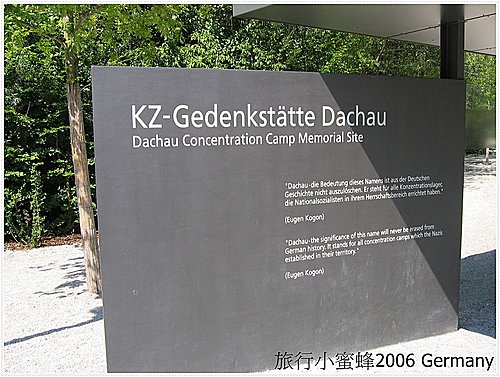 KZ-Gedenkstätte Dachau
Dachau Concentration Camp Memorial Site
"Dachau-die Bedeutung dieses Namens ist aus der Deutschen
Geschichte nicht auszulöschen. Er steht für alle Konzentrationslager,
die Nationalsozialisten in ihrem Herrschaftsbereich errichtet haben."
(Eugen Kogon)
"Dachau-the significance of this name will never be erased from
German history. It stands for all concentration camps which the Nazis
established in their territory."
(Eugen Kogon)
旅行小蜜蜂2006 Germany